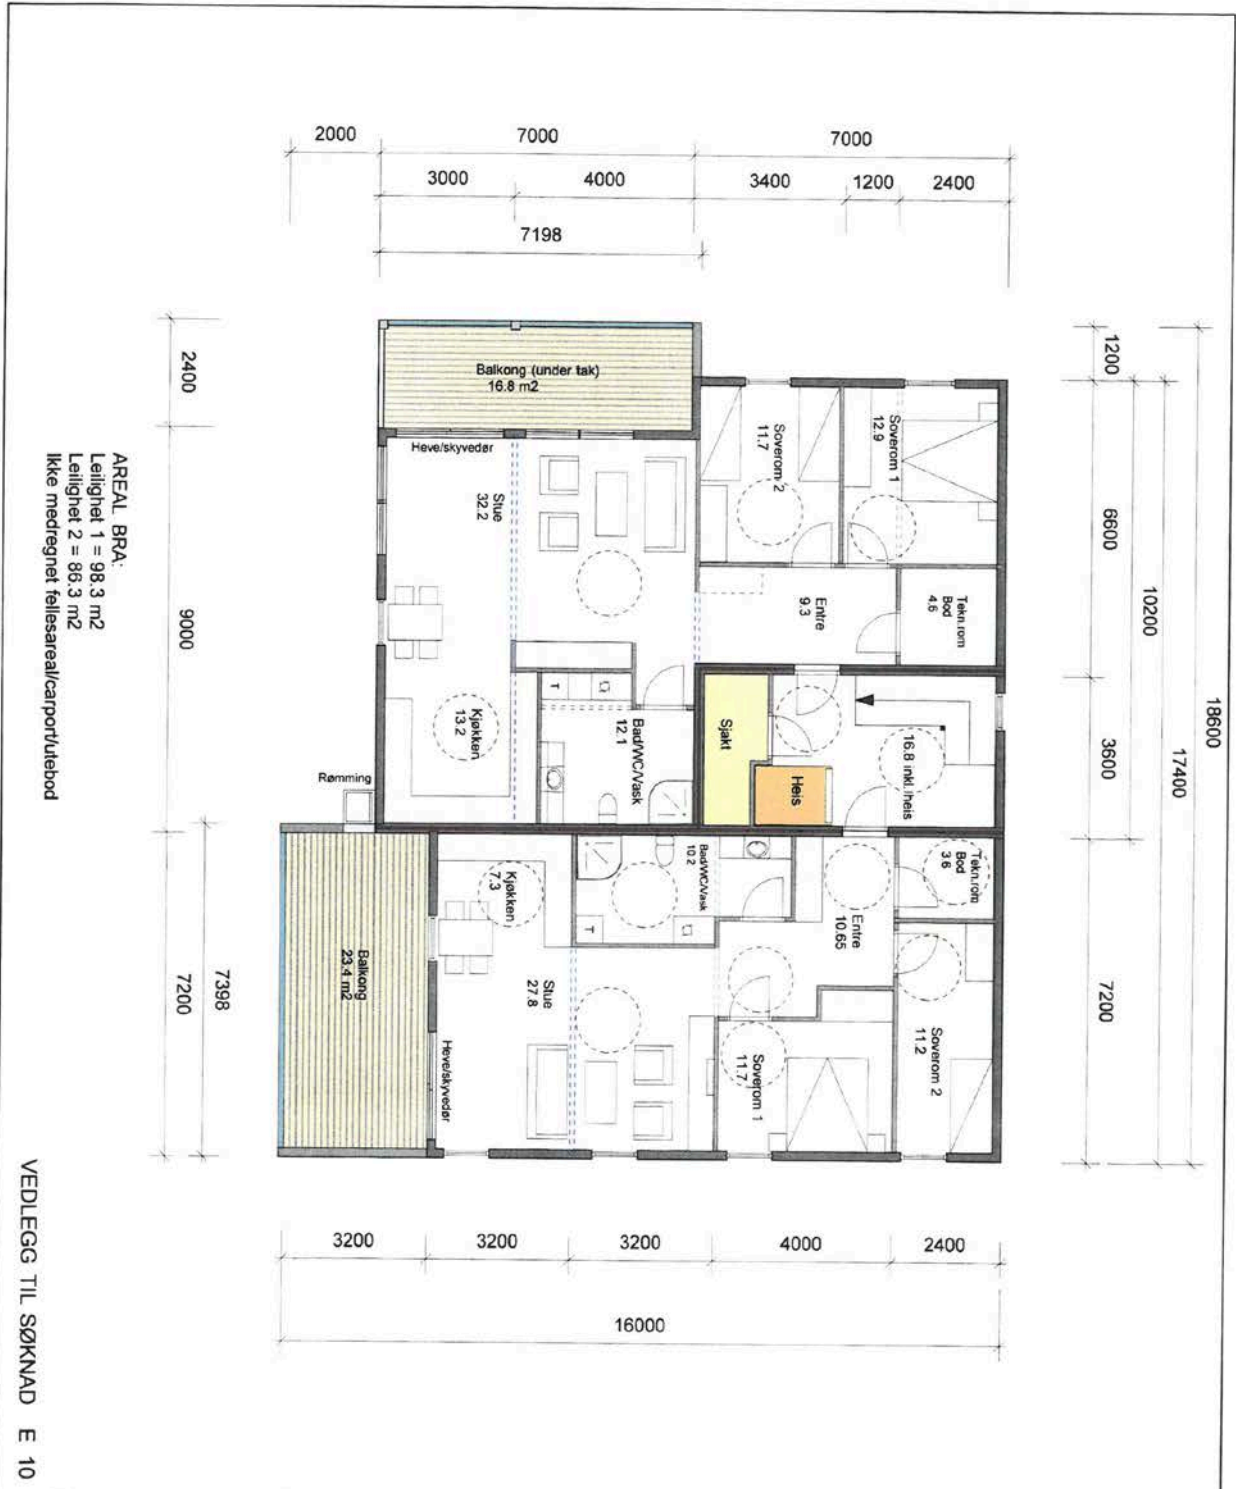 2000
7000
7000
3000
4000
3400
1200
2400
7198
18600
17400
10200
1200
6600
3600
7200
2400
9000
7200
7398
Balkong (under tak)
16.8 m2
Heve/skyvedør
Stue
32.2
Soverom 2
11.7
Soverom 1
12.9
Entre
9.3
Tekn.rom
Bod
4.6
Kjøkken
13.2
T
Bad/WC/Vask
12.1
Sjakt
Heis
16.8 inkl.heis
Rømming
Balkong
23.4 m2
Kjøkken
7.3
Bad/WC/Vask
10.2
T
Entre
10.65
Tekn.rom
Bod
3.6
Stue
27.8
Heve/skyvedør
Soverom 1
11.7
Soverom 2
11.2
3200
3200
3200
4000
2400
16000
AREAL BRA:
Leilighet 1 = 98.3 m2
Leilighet 2 = 86.3 m2
Ikke medregnet fellesareal/carport/utebod
VEDLEGG TIL SØKNAD E 10